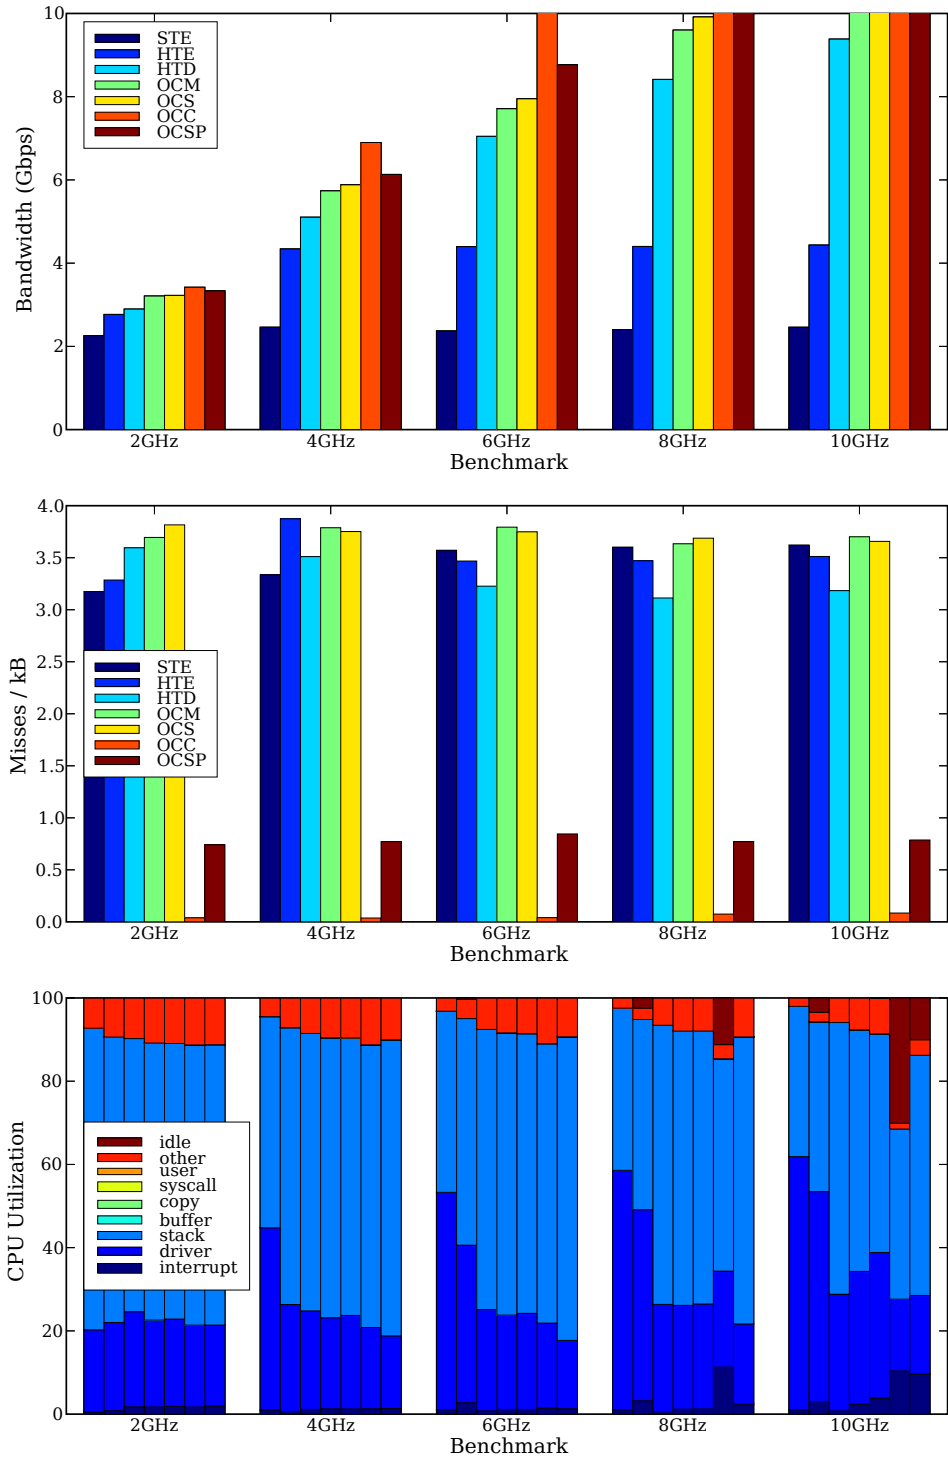 10
8
6
4
2
0
Bandwidth (Gbps)
STE
HTE
HTD
OCM
OCS
OCC
OCSP
2GHz 4GHz 6GHz 8GHz 10GHz
Benchmark
4.0
3.5
3.0
2.5
2.0
1.5
1.0
0.5
0.0
Misses / kB
STE
HTE
HTD
OCM
OCS
OCC
OCSP
2GHz 4GHz 6GHz 8GHz 10GHz
Benchmark
100
80
60
40
20
0
CPU Utilization
idle
other
user
syscall
copy
buffer
stack
driver
interrupt
2GHz 4GHz 6GHz 8GHz 10GHz
Benchmark